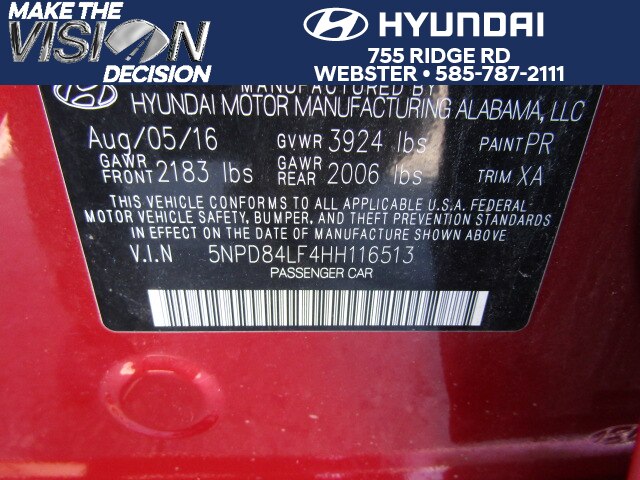 MAKE THE
VISION
DECISION
HYUNDAI
755 RIDGE RD
WEBSTER • 585-787-2111
MANUFACTURED BY
HYUNDAI MOTOR MANUFACTURING ALABAMA, LLC
Aug/05/16 GVWR 3924 lbs PAINT PR
GAWR FRONT 2183 lbs GAWR REAR 2006 lbs TRIM XA
THIS VEHICLE CONFORMS TO ALL APPLICABLE U.S.A. FEDERAL
MOTOR VEHICLE SAFETY, BUMPER, AND THEFT PREVENTION STANDARDS
IN EFFECT ON THE DATE OF MANUFACTURE SHOWN ABOVE
V.I.N 5NPD84LF4HH116513
PASSENGER CAR